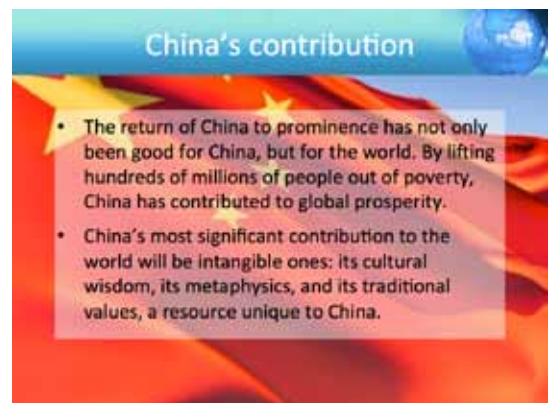 China's contribution
• The return of China to prominence has not only
been good for China, but for the world. By lifting
hundreds of millions of people out of poverty,
China has contributed to global prosperity.
• China's most significant contribution to the
world will be intangible ones: its cultural
wisdom, its metaphysics, and its traditional
values, a resource unique to China.